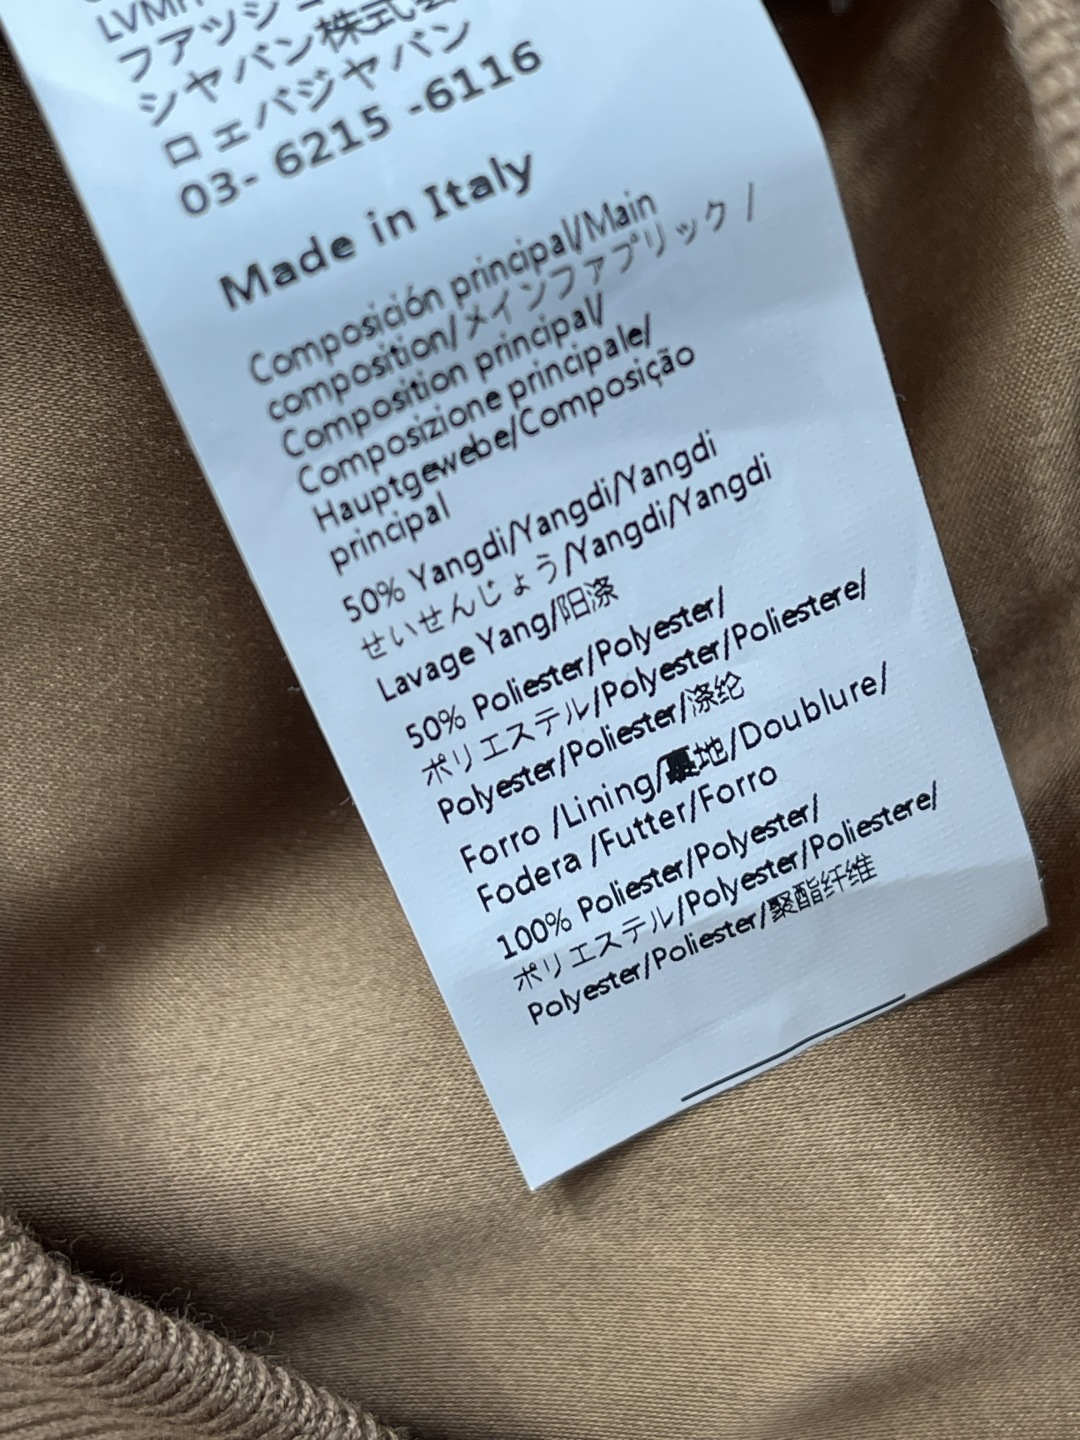 LVMH
ファッショ
シヤバン株式会
ロェバジヤバン
03- 6215 -6116
Made in Italy
Composición principal/Main
composition/メインファブリック /
Composition principal/
Composizione principale/
Hauptgewebe/Composição
principal
50% Yangdi/Yangdi/Yangdi
せいせんじょう/Yangdi/Yangdi
Lavage Yang/阳涤
50% Poliester/Polyester/
ポリエステル/Polyester/Poliestere/
Polyester/Poliester/涤纶
Forro /Lining/裏地/Doublure/
Fodera /Futter/Forro
100% Poliester/Polyester/
ポリエステル/Polyester/Poliestere/
Polyester/Poliester/聚酯纤维